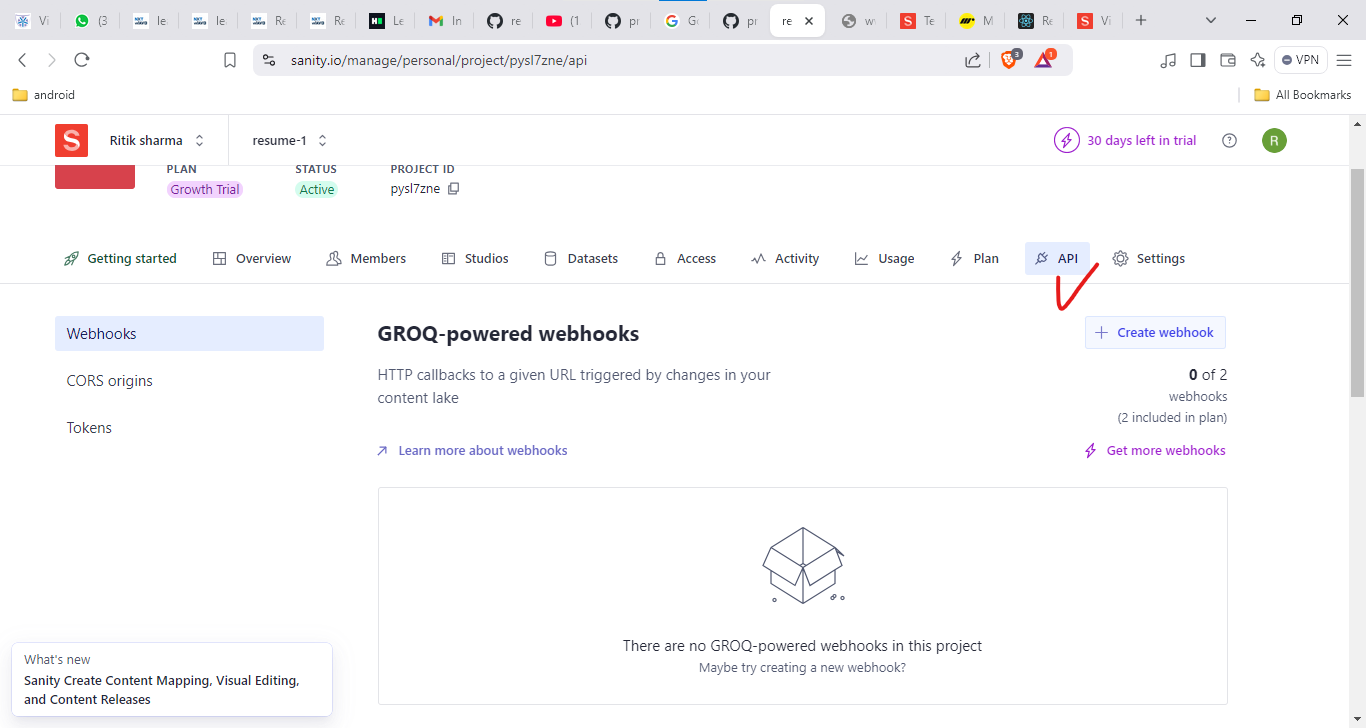 Vi
(3
le
le
Re
Re
Le
In
re
(1
pr
G
pr
re
w
Te
M
Re
Vi
sanity.io/manage/personal/project/pysl7zne/api
3
1
VPN
android
All Bookmarks
S
Ritik sharma
resume-1
30 days left in trial
R
PLAN
STATUS
PROJECT ID
Growth Trial
Active
pysl7zne
Getting started
Overview
Members
Studios
Datasets
Access
Activity
Usage
Plan
API
Settings
Webhooks
CORS origins
Tokens
GROQ-powered webhooks
Create webhook
HTTP callbacks to a given URL triggered by changes in your
content lake
0 of 2
webhooks
(2 included in plan)
Learn more about webhooks
Get more webhooks
There are no GROQ-powered webhooks in this project
Maybe try creating a new webhook?
What's new
Sanity Create Content Mapping, Visual Editing,
and Content Releases